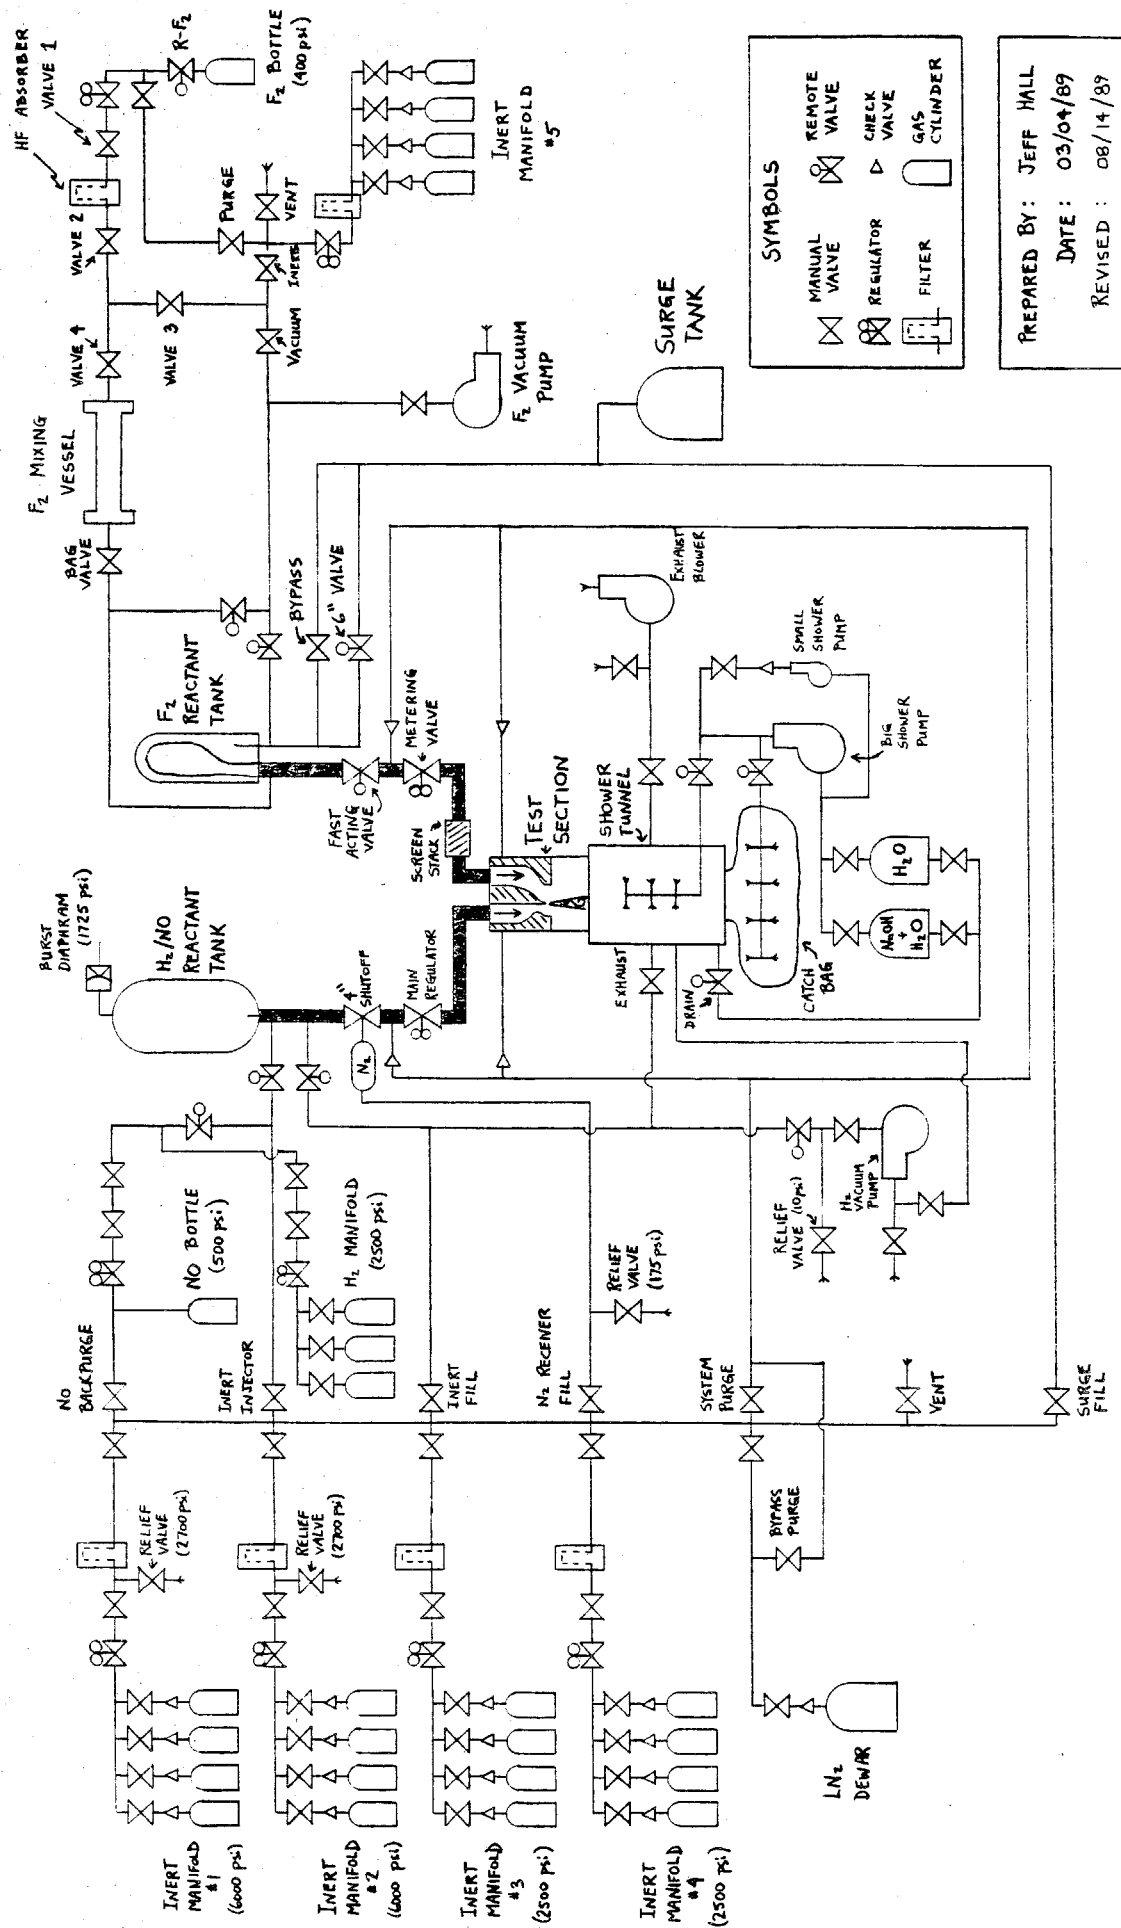 INERT
MANIFOLD
#1
(6000 psi)
RELIEF
VALVE
(2700 psi)
NO
BACKPURGE
NO BOTTLE
(500 psi)
BURST
DIAPHRAM
(1725 psi)
H₂/NO
REACTANT
TANK
F₂
REACTANT
TANK
BAG
VALVE
F₂ MIXING
VESSEL
VALVE 4
VALVE 3
VALVE 2
HF ABSORBER
VALVE 1
R-F₂
F₂ BOTTLE
(400 psi)
PURGE
VENT
INERT
VACUUM
INERT
MANIFOLD
#5
INERT
MANIFOLD
#2
(6000 psi)
RELIEF
VALVE
(2700 psi)
INERT
INJECTOR
H₂ MANIFOLD
(2500 psi)
N₂
4"
SHUTOFF
MAIN
REGULATOR
FAST
ACTING
VALVE
METERING
VALVE
SCREEN
STACK
BYPASS
6" VALVE
F₂ VACUUM
PUMP
SURGE
TANK
TEST
SECTION
SHOWER
TUNNEL
EXHAUST
BLOWER
SMALL
SHOWER
PUMP
BIG
SHOWER
PUMP
EXHAUST
DRAIN
CATCH
BAG
H₂O
NaOH
+
H₂O
INERT
MANIFOLD
#3
(2500 psi)
INERT
FILL
INERT
MANIFOLD
#4
(2500 psi)
N₂ RECEIVER
FILL
RELIEF
VALVE
(175 psi)
RELIEF
VALVE (10 psi)
H₂
VACUUM
PUMP
SYSTEM
PURGE
BYPASS
PURGE
LN₂
DEWAR
VENT
SURGE
FILL
SYMBOLS
MANUAL
VALVE
REMOTE
VALVE
REGULATOR
CHECK
VALVE
FILTER
GAS
CYLINDER
PREPARED BY: JEFF HALL
DATE: 03/04/89
REVISED: 08/14/89